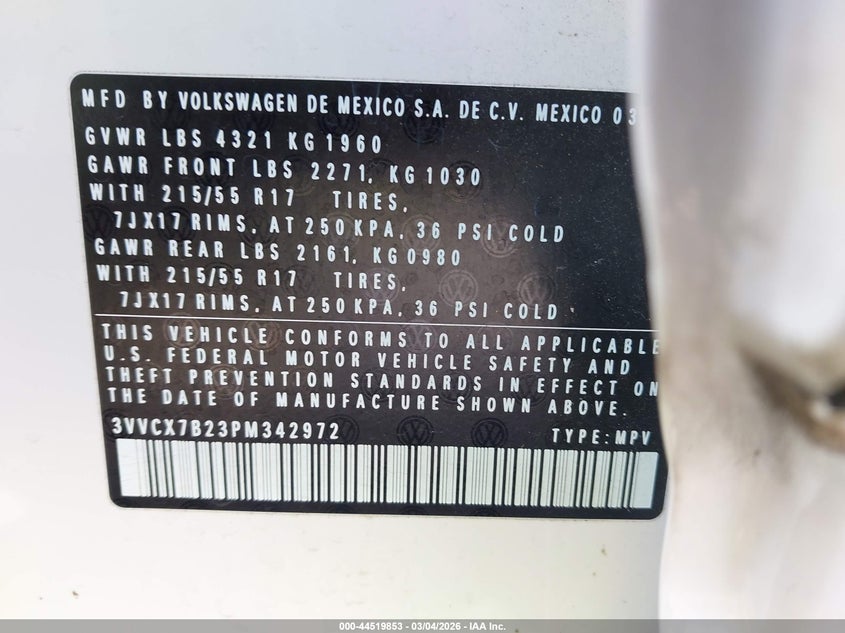 MFD BY VOLKSWAGEN DE MEXICO S.A. DE C.V. MEXICO 03
GVWR LBS 4321 KG 1960
GAWR FRONT LBS 2271, KG 1030
WITH 215/55 R17 TIRES,
7JX17 RIMS, AT 250 KPA, 36 PSI COLD
GAWR REAR LBS 2161, KG 0980
WITH 215/55 R17 TIRES,
7JX17 RIMS, AT 250 KPA, 36 PSI COLD
THIS VEHICLE CONFORMS TO ALL APPLICABLE
U.S. FEDERAL MOTOR VEHICLE SAFETY AND
THEFT PREVENTION STANDARDS IN EFFECT ON
THE DATE OF MANUFACTURE SHOWN ABOVE.
3VVCX7B23PM342972 TYPE: MPV
000-44519853 - 03/04/2026 - IAA Inc.